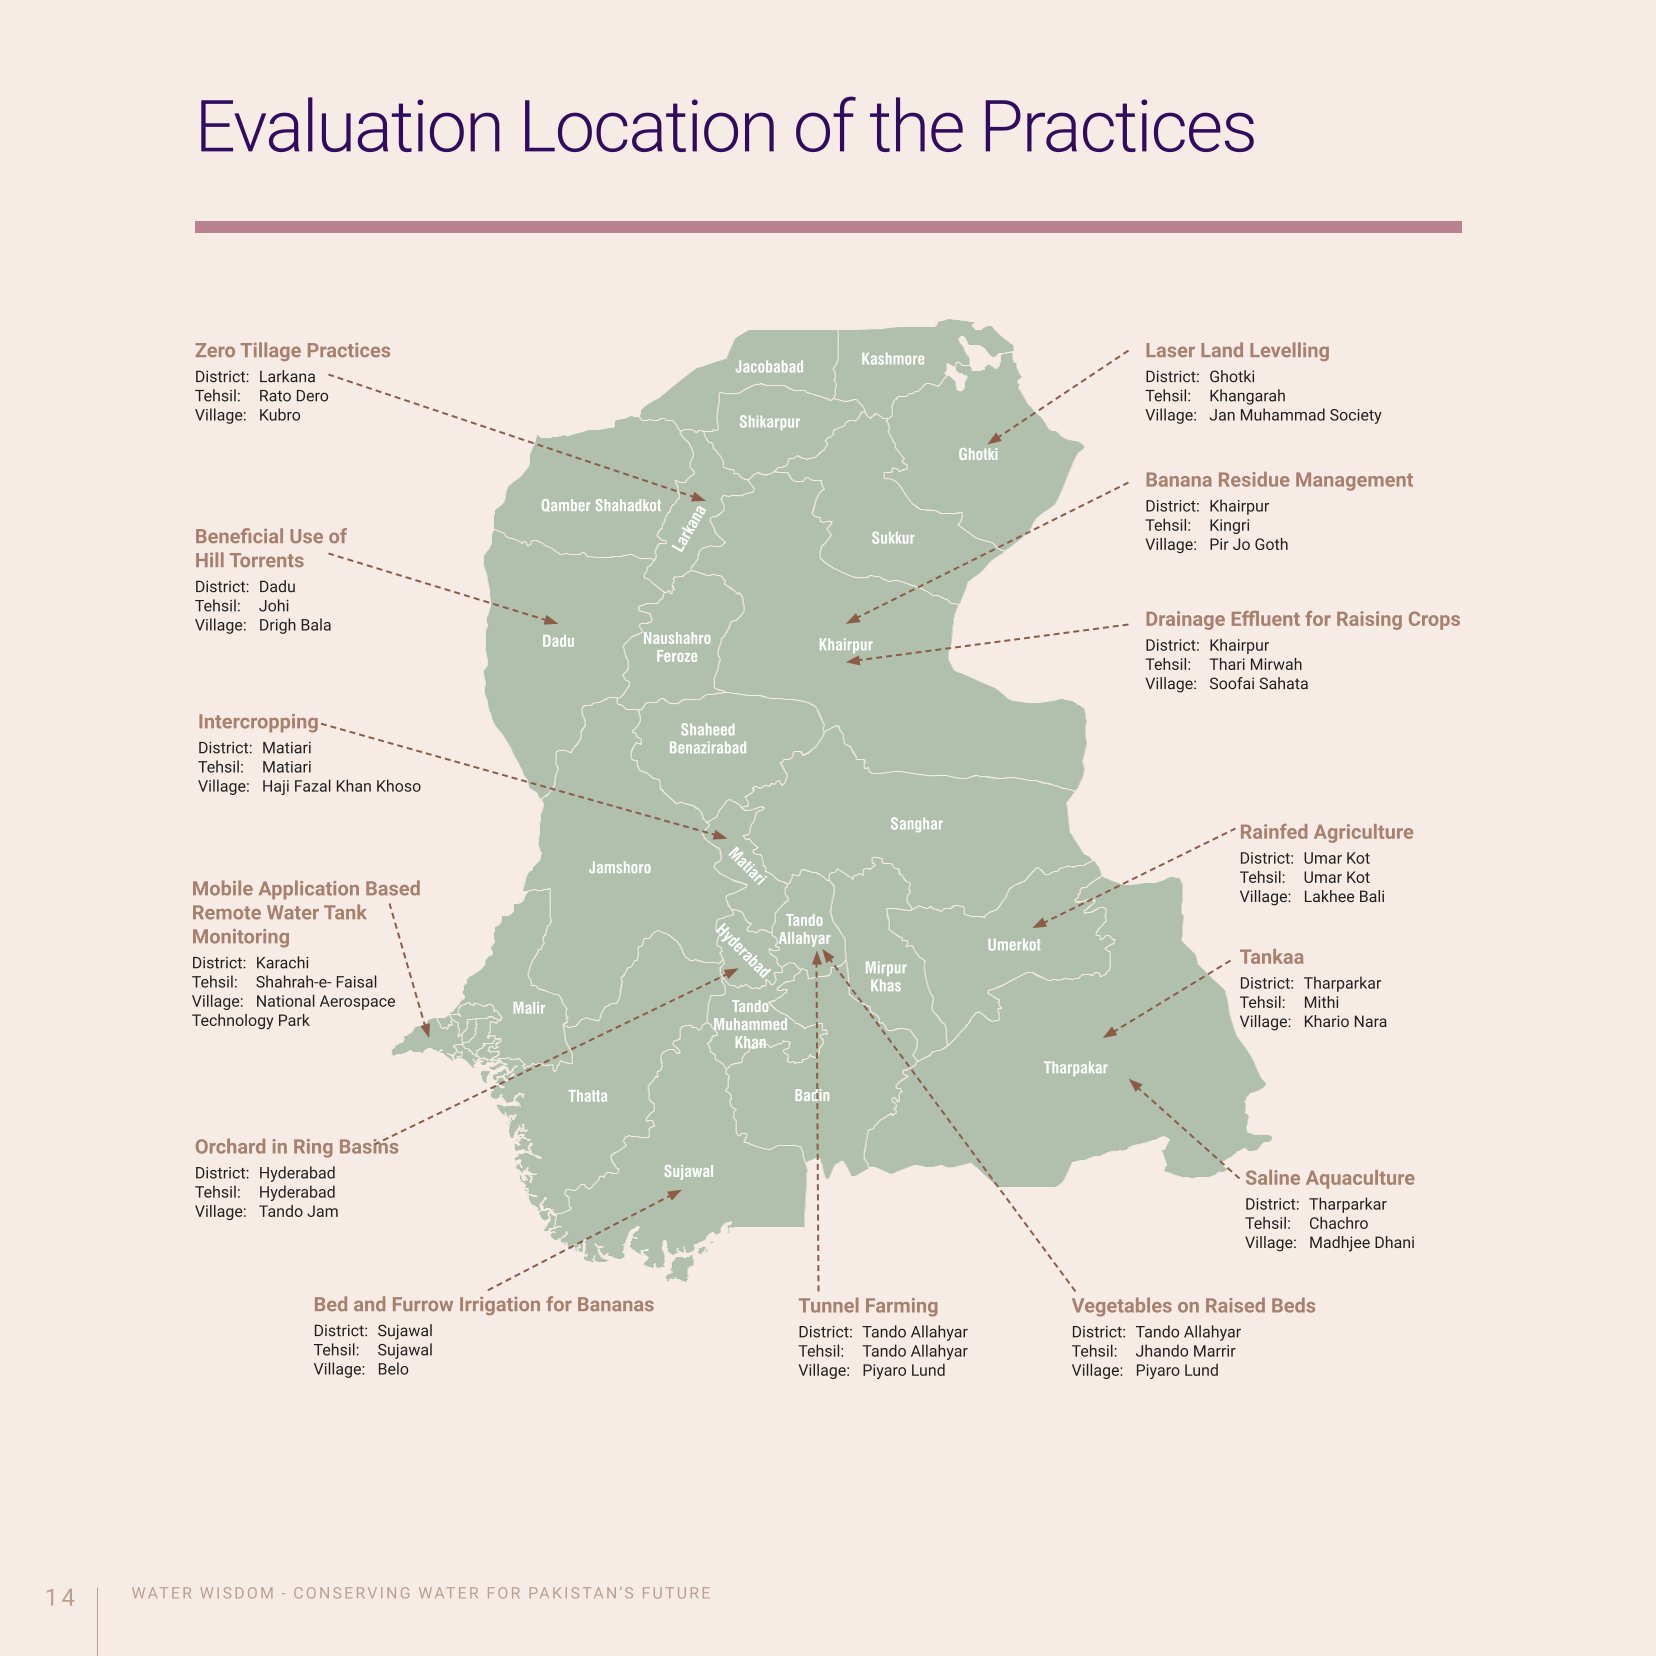 Evaluation Location of the Practices
Zero Tillage Practices
District: Larkana
Tehsil: Rato Dero
Village: Kubro
Beneficial Use of
Hill Torrents
District: Dadu
Tehsil: Johi
Village: Drigh Bala
Intercropping
District: Matiari
Tehsil: Matiari
Village: Haji Fazal Khan Khoso
Mobile Application Based
Remote Water Tank
Monitoring
District: Karachi
Tehsil: Shahrah-e- Faisal
Village: National Aerospace
Technology Park
Orchard in Ring Basins
District: Hyderabad
Tehsil: Hyderabad
Village: Tando Jam
Bed and Furrow Irrigation for Bananas
District: Sujawal
Tehsil: Sujawal
Village: Belo
Tunnel Farming
District: Tando Allahyar
Tehsil: Tando Allahyar
Village: Piyaro Lund
Vegetables on Raised Beds
District: Tando Allahyar
Tehsil: Jhando Marrir
Village: Piyaro Lund
Laser Land Levelling
District: Ghotki
Tehsil: Khangarah
Village: Jan Muhammad Society
Banana Residue Management
District: Khairpur
Tehsil: Kingri
Village: Pir Jo Goth
Drainage Effluent for Raising Crops
District: Khairpur
Tehsil: Thari Mirwah
Village: Soofai Sahata
Rainfed Agriculture
District: Umar Kot
Tehsil: Umar Kot
Village: Lakhee Bali
Tankaa
District: Tharparkar
Tehsil: Mithi
Village: Khario Nara
Saline Aquaculture
District: Tharparkar
Tehsil: Chachro
Village: Madhjee Dhani
Jacobabad
Kashmore
Shikarpur
Ghotki
Qamber Shahadkot
Larkana
Sukkur
Dadu
Naushahro
Feroze
Khairpur
Shaheed
Benazirabad
Sanghar
Jamshoro
Matiari
Tando
Allahyar
Hyderabad
Umerkot
Mirpur
Khas
Malir
Tando
Muhammed
Khan
Tharpakar
Thatta
Badin
Sujawal
14
WATER WISDOM - CONSERVING WATER FOR PAKISTAN'S FUTURE